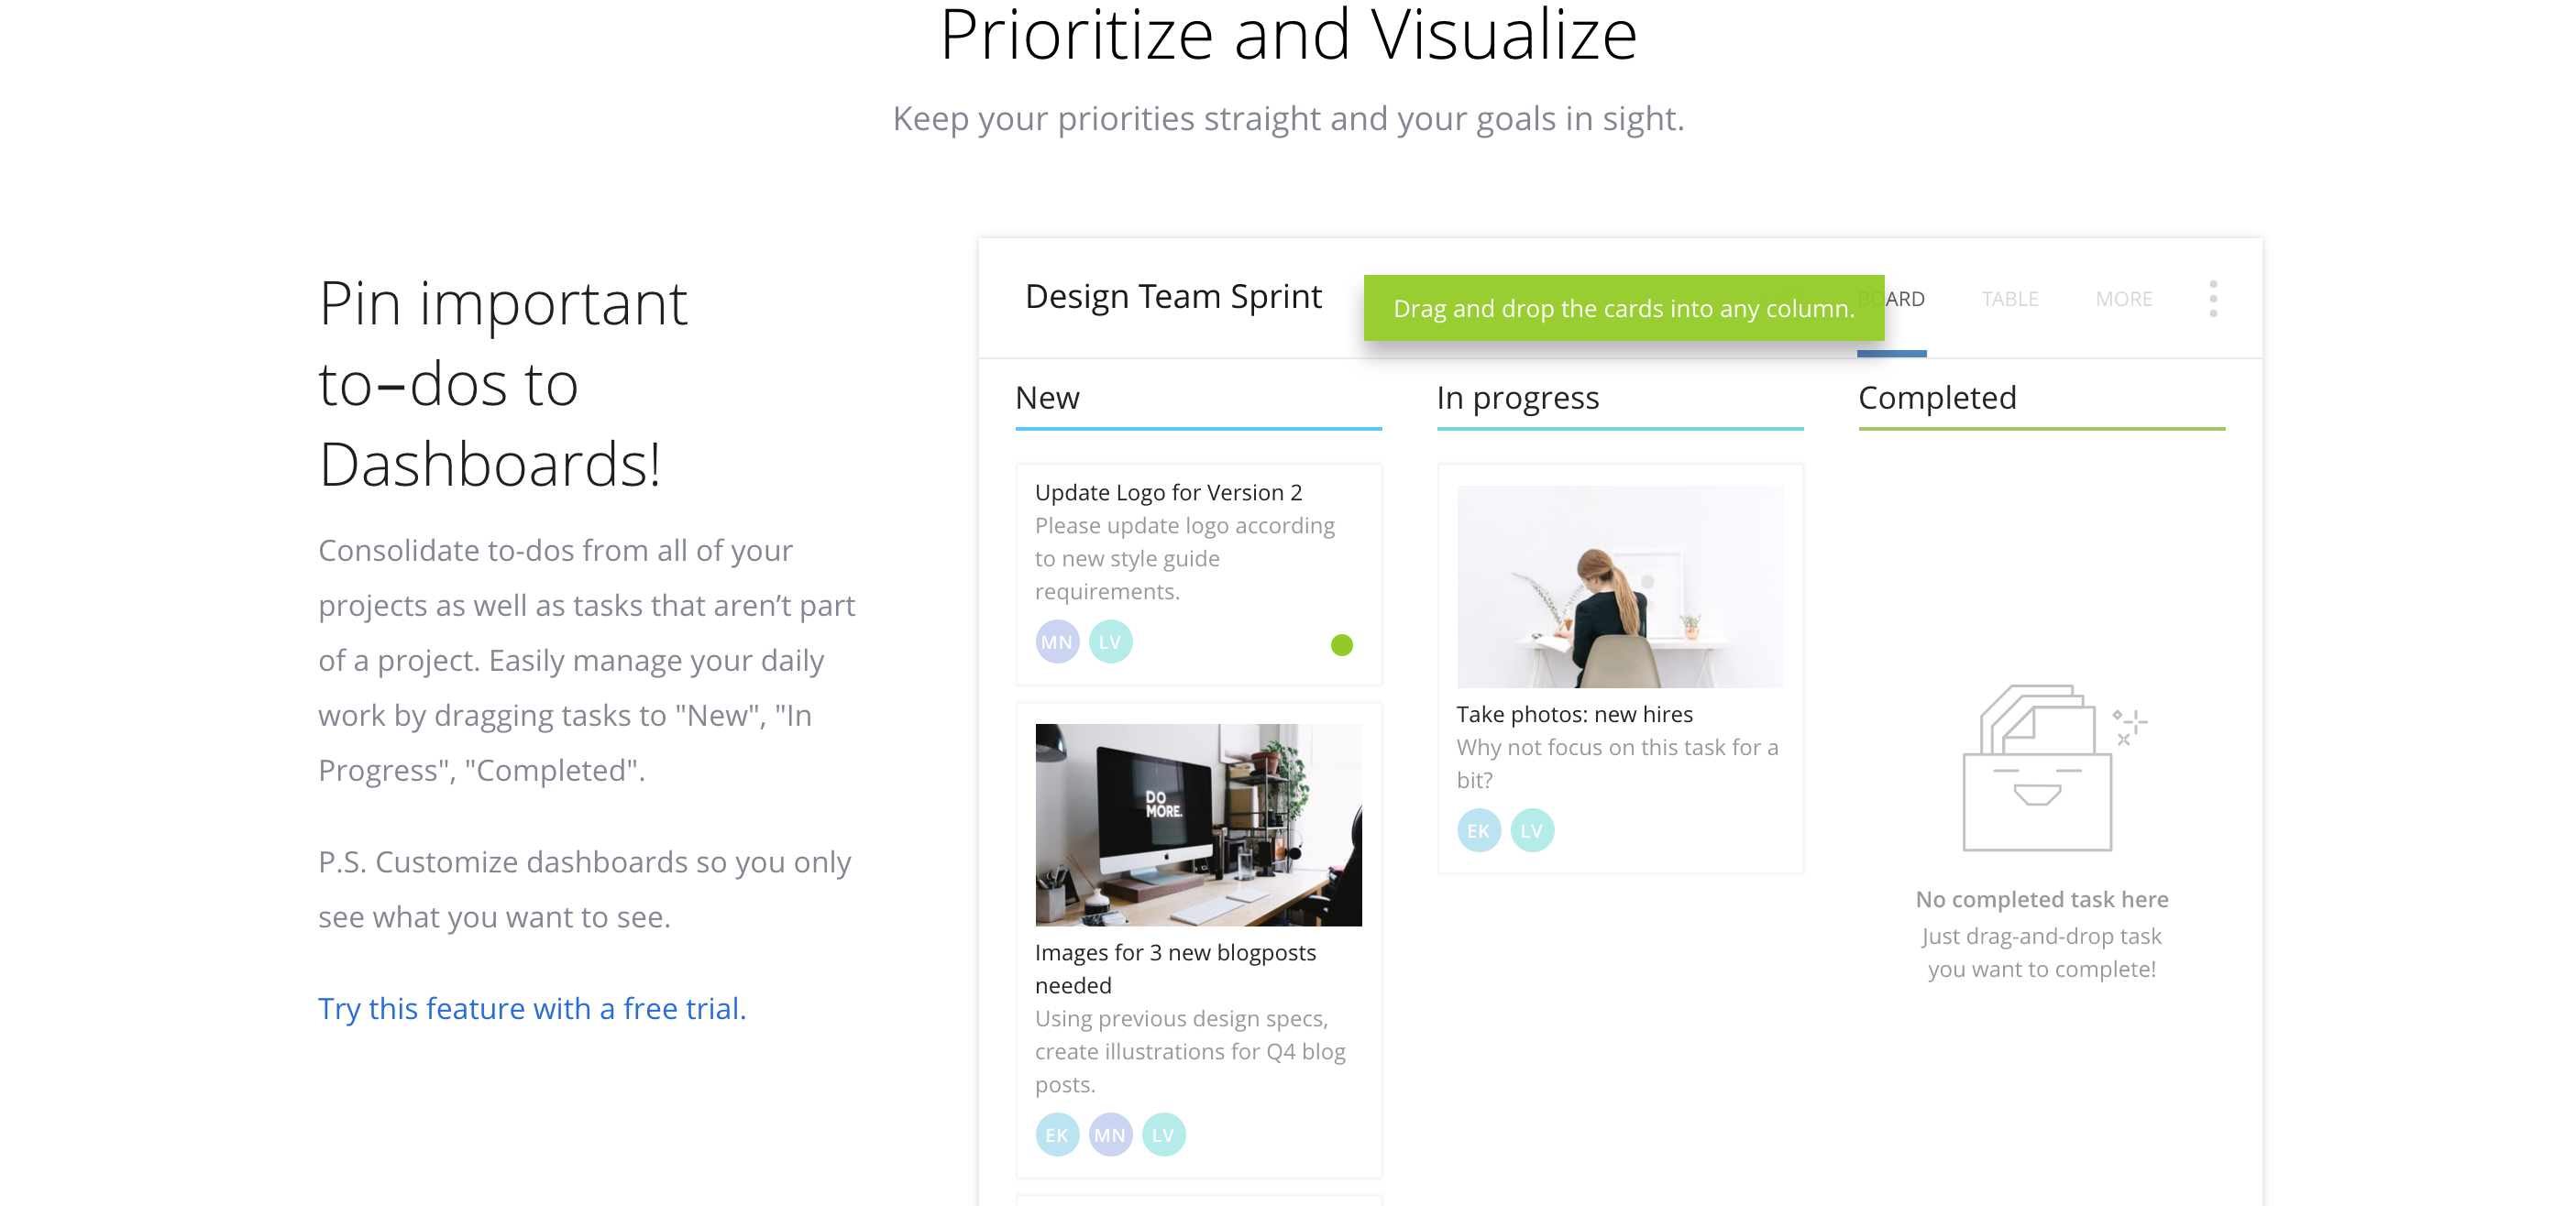 Prioritize and Visualize
Keep your priorities straight and your goals in sight.
Pin important
to–dos to
Dashboards!
Consolidate to-dos from all of your
projects as well as tasks that aren’t part
of a project. Easily manage your daily
work by dragging tasks to "New", "In
Progress", "Completed".
P.S. Customize dashboards so you only
see what you want to see.
Try this feature with a free trial.
Design Team Sprint
Drag and drop the cards into any column.
BOARD
TABLE
MORE
New
Update Logo for Version 2
Please update logo according
to new style guide
requirements.
MN LV
DO
MORE.
Images for 3 new blogposts
needed
Using previous design specs,
create illustrations for Q4 blog
posts.
EK MN LV
In progress
Take photos: new hires
Why not focus on this task for a
bit?
EK LV
Completed
No completed task here
Just drag-and-drop task
you want to complete!